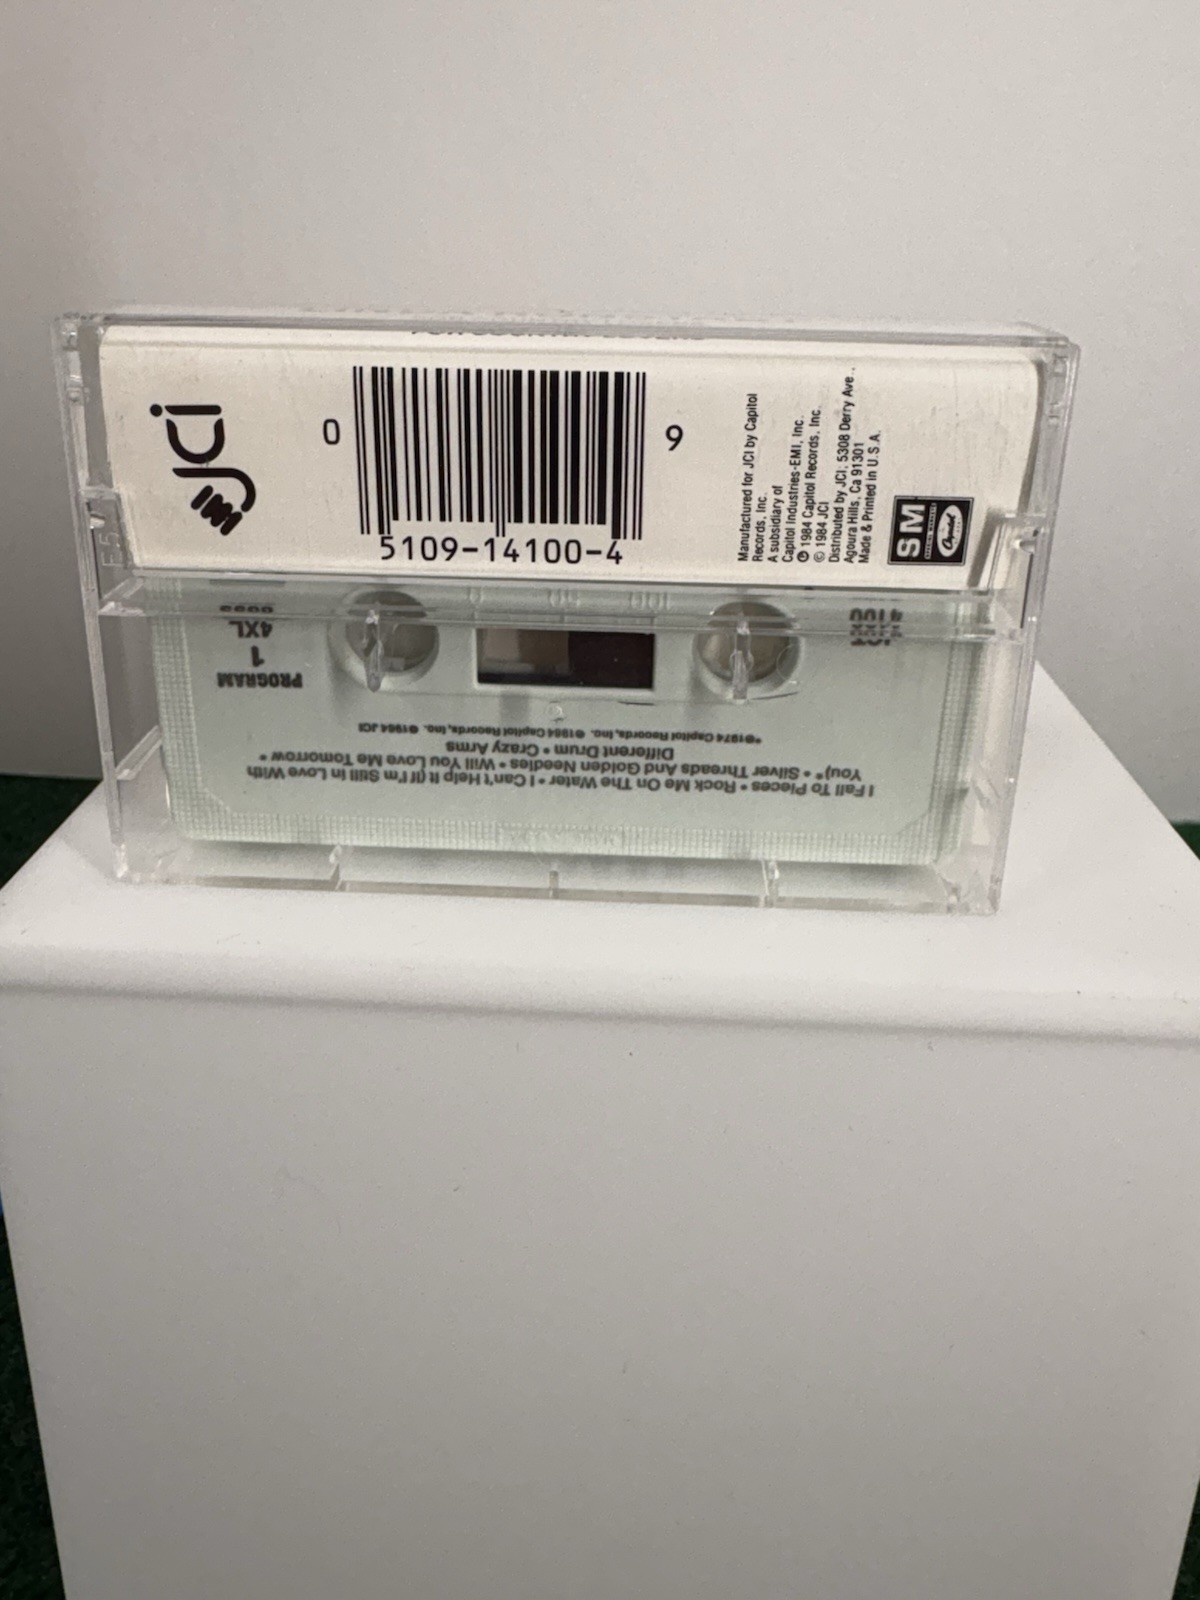 JCi
0
9
5109-14100-4
Manufactured for JCI by Capitol
Records, Inc.
A subsidiary of
Capitol Industries-EMI, Inc.
℗ 1984 Capitol Records, Inc.
© 1984 JCI
Distributed by JCI; 5308 Derry Ave.,
Agoura Hills, Ca 91301
Made & Printed in U.S.A.
SM
Capitol
I Fall To Pieces • Rock Me On The Water • I Can't Help It (If I'm Still In Love With
You)* • Silver Threads And Golden Needles • Will You Love Me Tomorrow •
Different Drum • Crazy Arms
*℗1974 Capitol Records, Inc. ℗1984 Capitol Records, Inc. ©1984 JCI
PROGRAM
1
4XL
4100